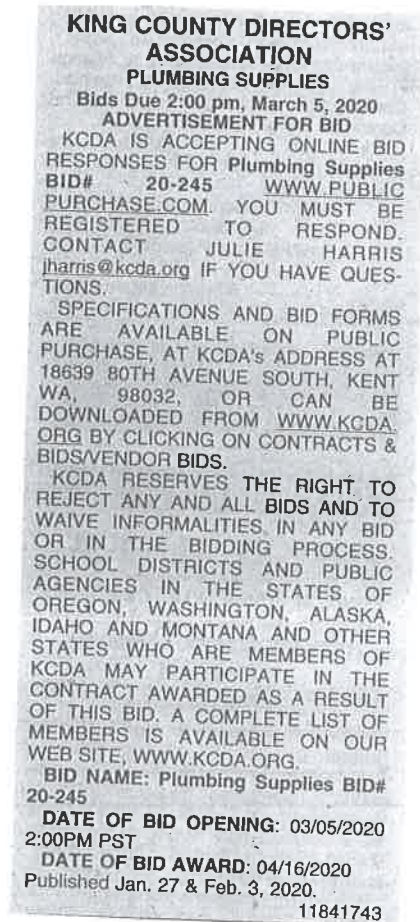 KING COUNTY DIRECTORS'
ASSOCIATION
PLUMBING SUPPLIES
Bids Due 2:00 pm, March 5, 2020
ADVERTISEMENT FOR BID
KCDA IS ACCEPTING ONLINE BID
RESPONSES FOR Plumbing Supplies
BID# 20-245 WWW.PUBLIC
PURCHASE.COM. YOU MUST BE
REGISTERED TO RESPOND.
CONTACT JULIE HARRIS
jharris@kcda.org IF YOU HAVE QUES-
TIONS.
SPECIFICATIONS AND BID FORMS
ARE AVAILABLE ON PUBLIC
PURCHASE, AT KCDA's ADDRESS AT
18639 80TH AVENUE SOUTH, KENT
WA, 98032, OR CAN BE
DOWNLOADED FROM WWW.KCDA.
ORG BY CLICKING ON CONTRACTS &
BIDS/VENDOR BIDS.
KCDA RESERVES THE RIGHT TO
REJECT ANY AND ALL BIDS AND TO
WAIVE INFORMALITIES IN ANY BID
OR IN THE BIDDING PROCESS.
SCHOOL DISTRICTS AND PUBLIC
AGENCIES IN THE STATES OF
OREGON, WASHINGTON, ALASKA,
IDAHO AND MONTANA AND OTHER
STATES WHO ARE MEMBERS OF
KCDA MAY PARTICIPATE IN THE
CONTRACT AWARDED AS A RESULT
OF THIS BID. A COMPLETE LIST OF
MEMBERS IS AVAILABLE ON OUR
WEB SITE, WWW.KCDA.ORG.
BID NAME: Plumbing Supplies BID#
20-245
DATE OF BID OPENING: 03/05/2020
2:00PM PST
DATE OF BID AWARD: 04/16/2020
Published Jan. 27 & Feb. 3, 2020.
11841743